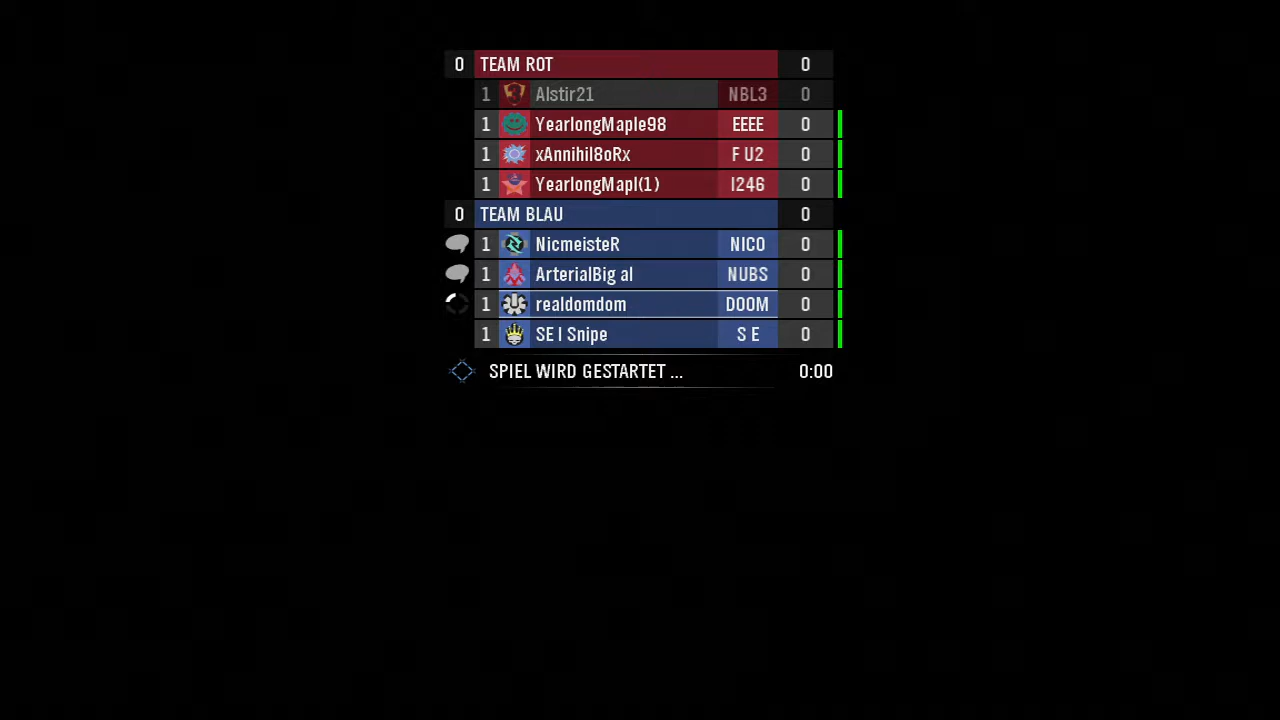 0 TEAM ROT 0
1 Alstir21 NBL3 0
1 YearlongMaple98 EEEE 0
1 xAnnihil8oRx F U2 0
1 YearlongMapl(1) I246 0
0 TEAM BLAU 0
1 NicmeisteR NICO 0
1 ArterialBig al NUBS 0
1 realdomdom DOOM 0
1 SE I Snipe S E 0
SPIEL WIRD GESTARTET ... 0:00